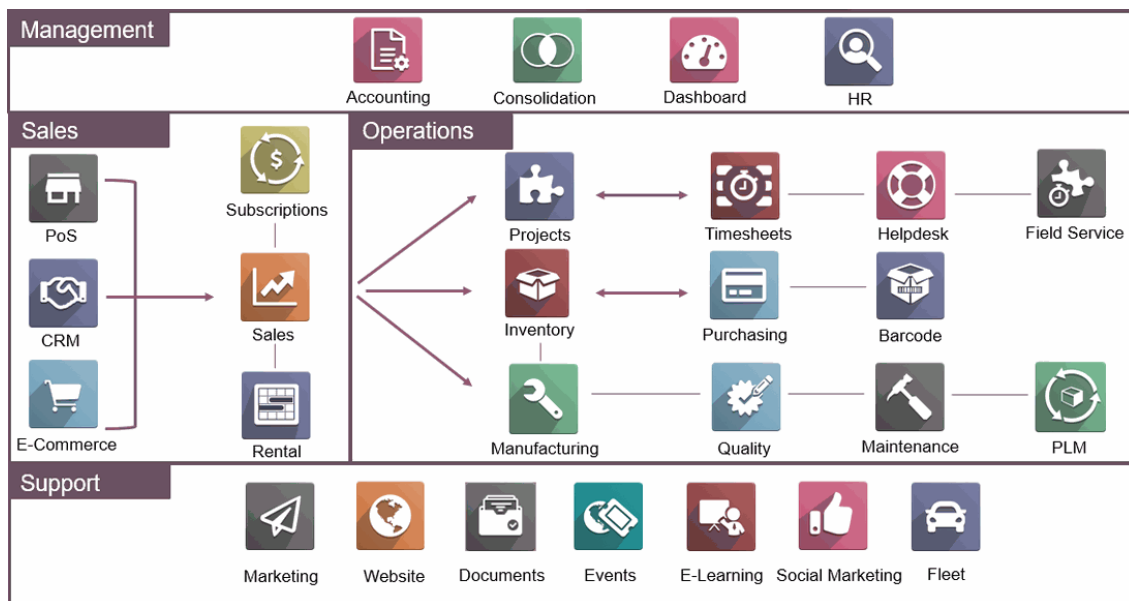 Management
Accounting
Consolidation
Dashboard
HR
Sales
PoS
CRM
E-Commerce
$
Subscriptions
Sales
Rental
Operations
Projects
Timesheets
Helpdesk
Field Service
Inventory
Purchasing
Barcode
Manufacturing
Quality
Maintenance
PLM
Support
Marketing
Website
Documents
Events
E-Learning
Social Marketing
Fleet